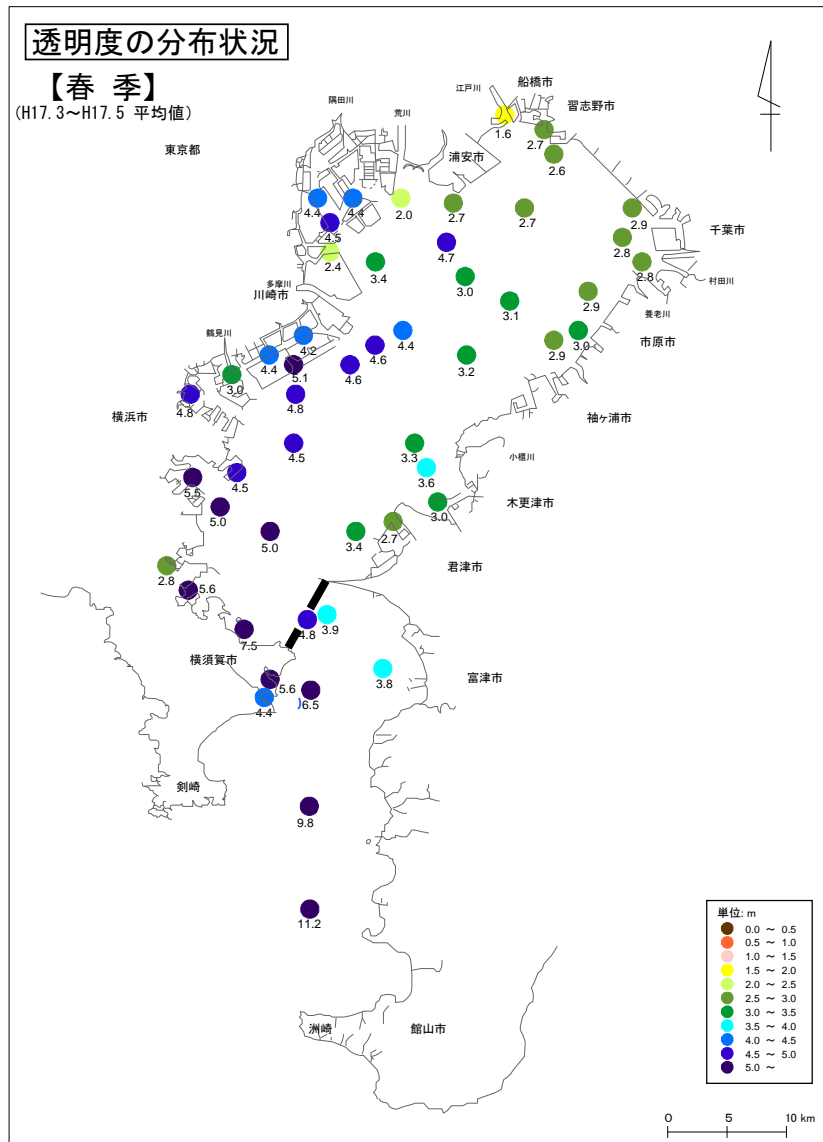 透明度の分布状況
【春 季】
(H17.3～H17.5 平均値)
東京都
隅田川
荒川
江戸川
船橋市
習志野市
浦安市
1.6
2.7
2.6
4.4
4.4
2.0
2.7
2.7
2.9
千葉市
4.5
4.7
2.8
2.4
3.4
3.0
2.8
村田川
多摩川
川崎市
3.1
2.9
養老川
鶴見川
4.2
4.4
3.0
市原市
4.4
4.6
3.2
2.9
5.1
4.6
3.0
4.8
4.8
横浜市
袖ヶ浦市
4.5
3.3
小櫃川
5.5
4.5
3.6
5.0
3.0
木更津市
5.0
3.4
2.7
君津市
2.8
5.6
4.8
3.9
7.5
横須賀市
5.6
3.8
富津市
4.4
6.5
剣崎
9.8
11.2
洲崎
館山市
単位: m
0.0 ～ 0.5
0.5 ～ 1.0
1.0 ～ 1.5
1.5 ～ 2.0
2.0 ～ 2.5
2.5 ～ 3.0
3.0 ～ 3.5
3.5 ～ 4.0
4.0 ～ 4.5
4.5 ～ 5.0
5.0 ～
0 5 10 km